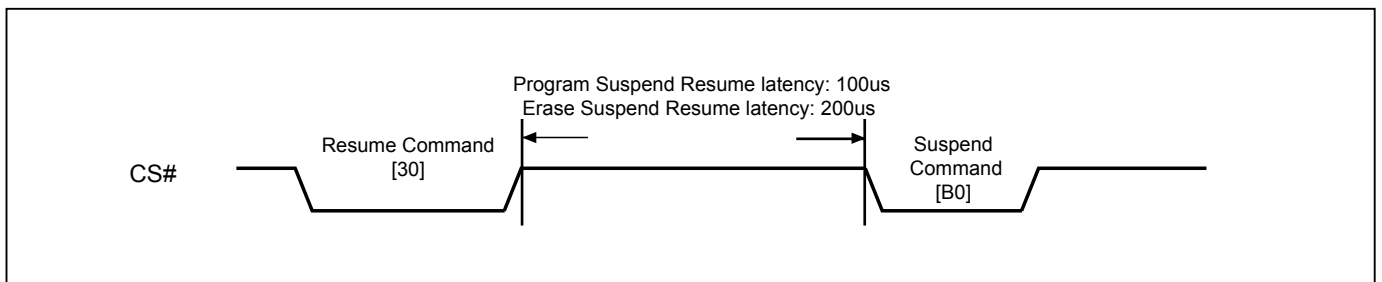 Program Suspend Resume latency: 100us
Erase Suspend Resume latency: 200us
Resume Command
[30]
Suspend
Command
[B0]
CS#